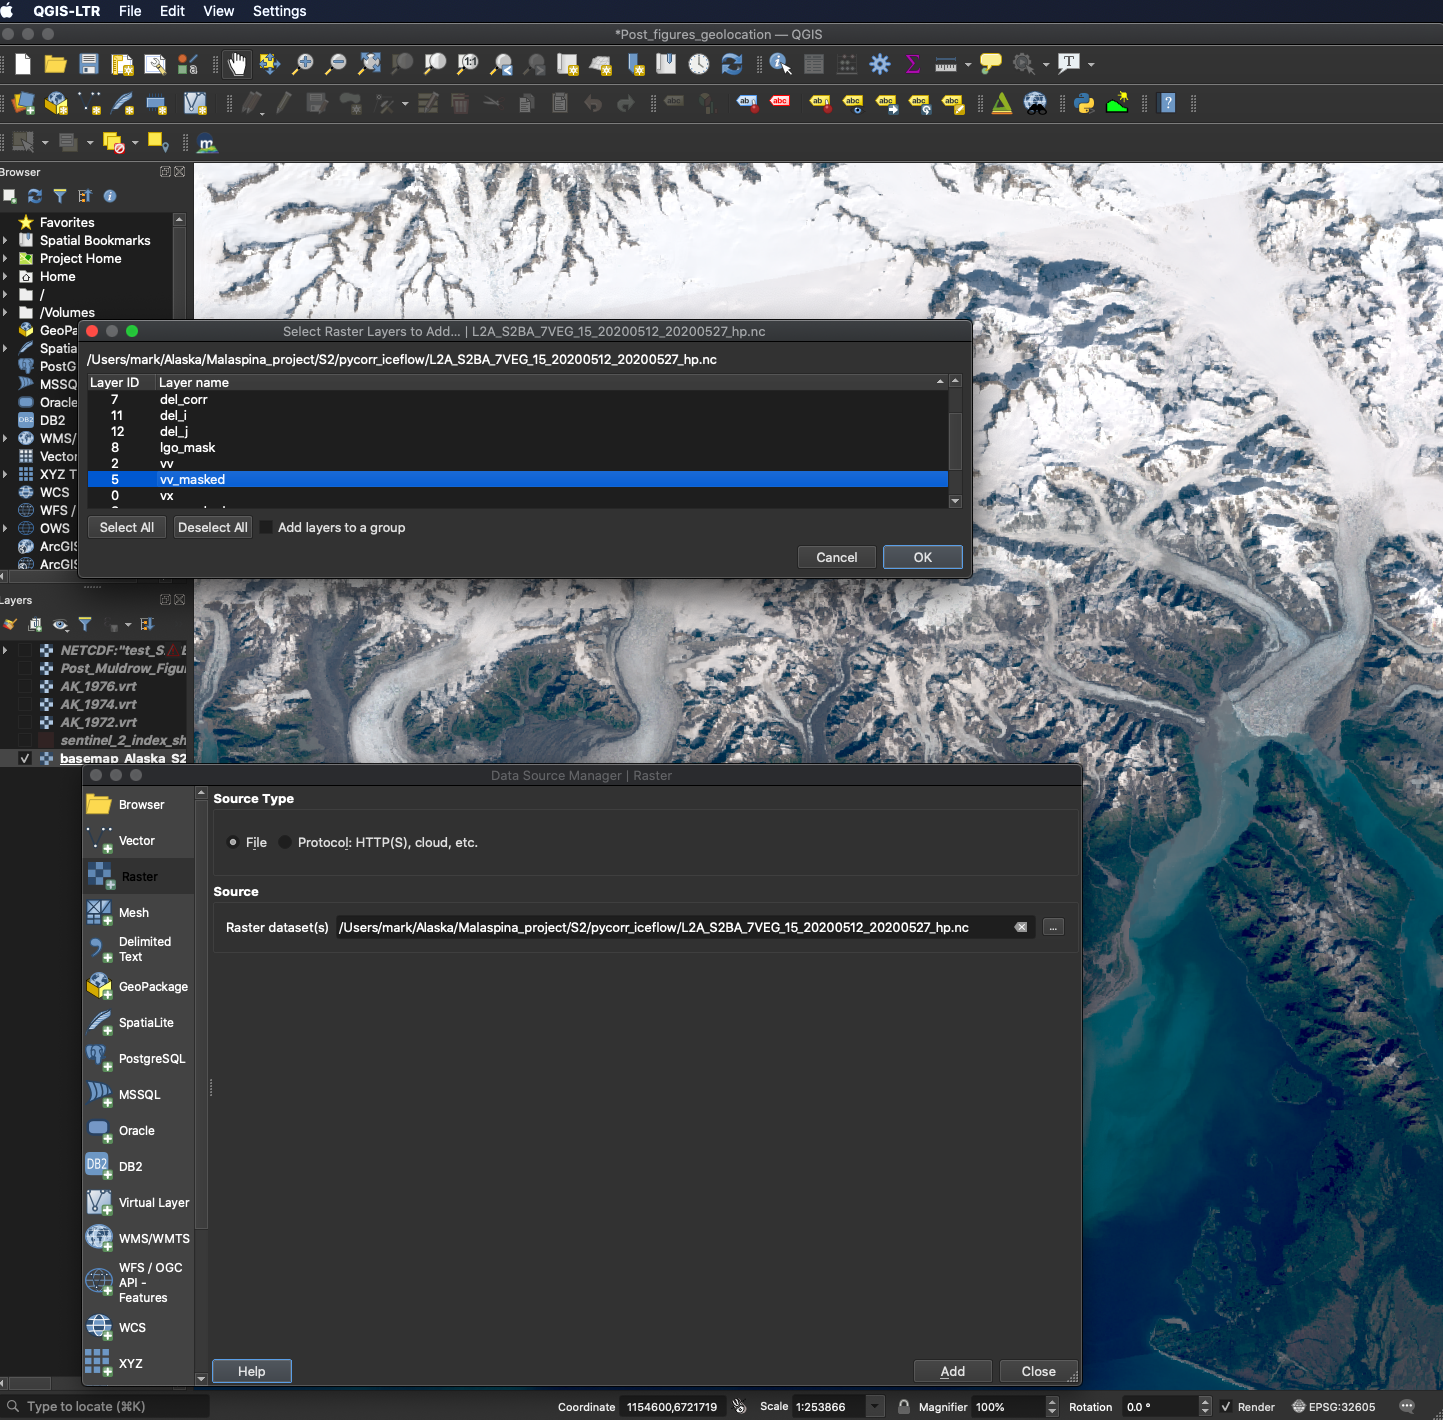 QGIS-LTR File Edit View Settings
*Post_figures_geolocation — QGIS
Browser
Favorites
Spatial Bookmarks
Project Home
Home
/
/Volumes
GeoPa
Spatia
PostG
MSSQ
Oracle
DB2
WMS/
Vector
XYZ T
WCS
WFS /
OWS
ArcGIS
ArcGIS
Select Raster Layers to Add... | L2A_S2BA_7VEG_15_20200512_20200527_hp.nc
/Users/mark/Alaska/Malaspina_project/S2/pycorr_iceflow/L2A_S2BA_7VEG_15_20200512_20200527_hp.nc
Layer ID Layer name
7 del_corr
11 del_i
12 del_j
8 lgo_mask
2 vv
5 vv_masked
0 vx
Select All Deselect All Add layers to a group
Cancel OK
Layers
NETCDF:"test_S
Post_Muldrow_Figu
AK_1976.vrt
AK_1974.vrt
AK_1972.vrt
sentinel_2_index_sh
basemap_Alaska_S2
Data Source Manager | Raster
Browser
Vector
Raster
Mesh
Delimited
Text
GeoPackage
SpatiaLite
PostgreSQL
MSSQL
Oracle
DB2
Virtual Layer
WMS/WMTS
WFS / OGC
API -
Features
WCS
XYZ
Source Type
File Protocol: HTTP(S), cloud, etc.
Source
Raster dataset(s) /Users/mark/Alaska/Malaspina_project/S2/pycorr_iceflow/L2A_S2BA_7VEG_15_20200512_20200527_hp.nc ...
Help Add Close
Type to locate (⌘K) Coordinate 1154600,6721719 Scale 1:253866 Magnifier 100% Rotation 0.0 ° Render EPSG:32605